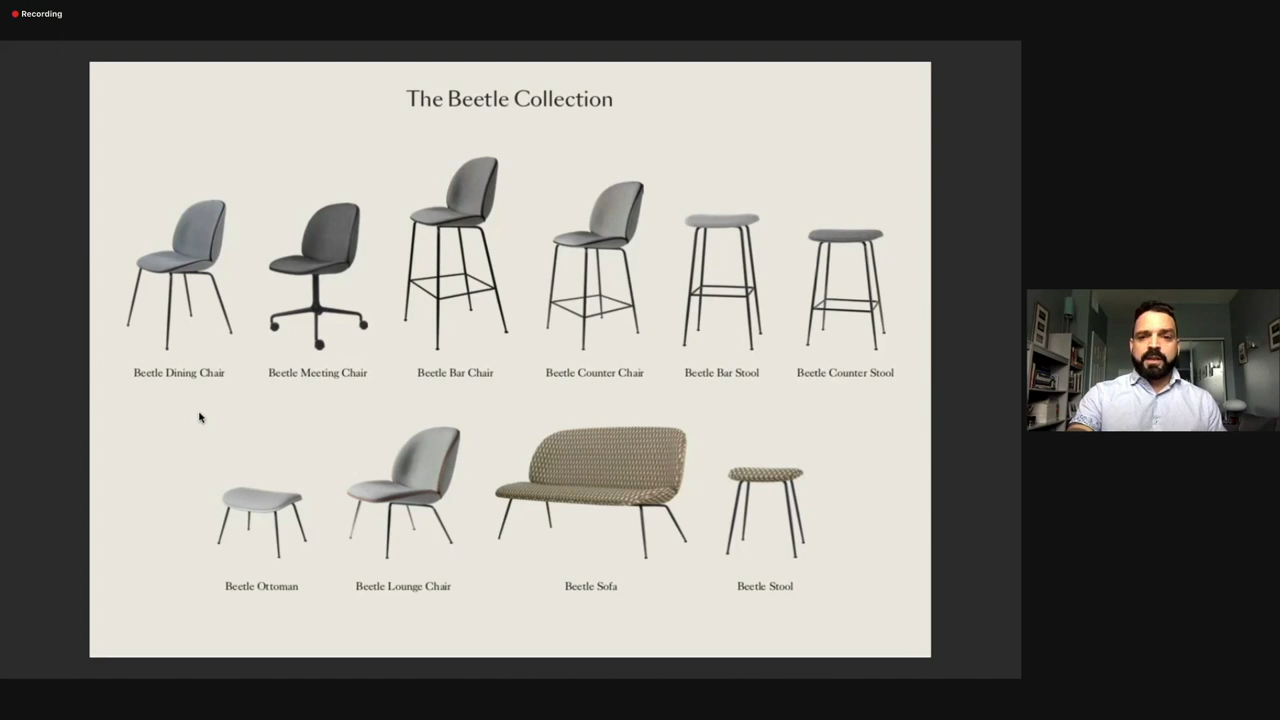 Recording
The Beetle Collection
Beetle Dining Chair
Beetle Meeting Chair
Beetle Bar Chair
Beetle Counter Chair
Beetle Bar Stool
Beetle Counter Stool
Beetle Ottoman
Beetle Lounge Chair
Beetle Sofa
Beetle Stool